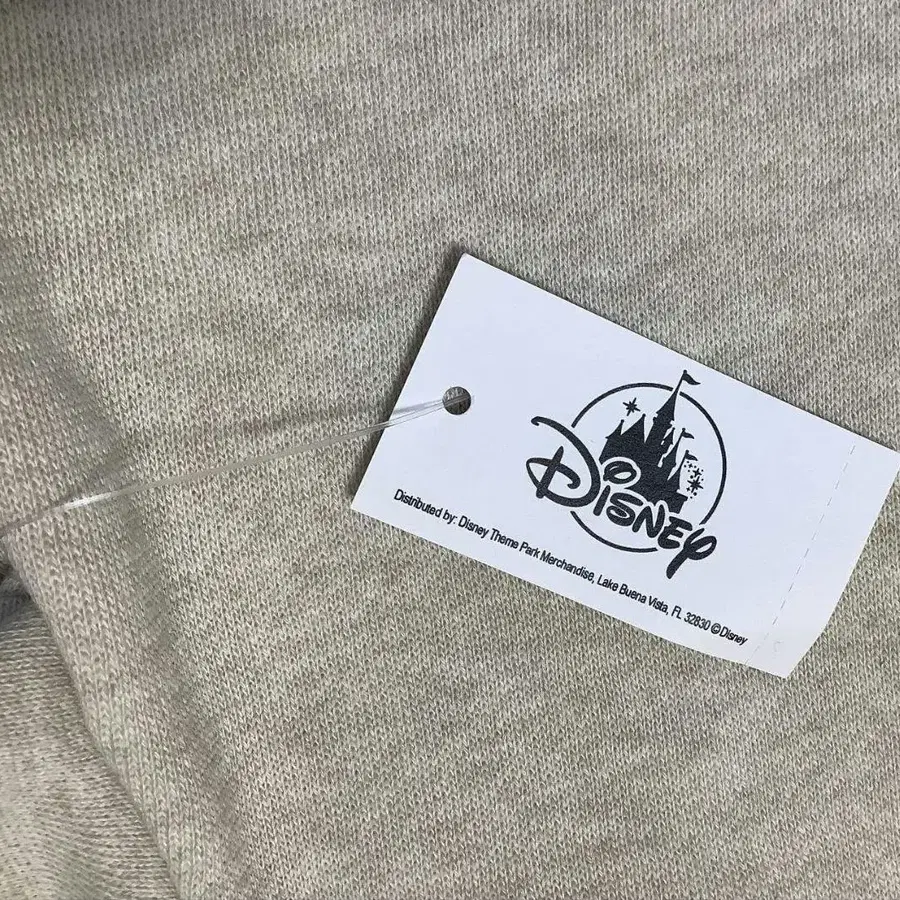 Disney
Distributed by: Disney Theme Park Merchandise, Lake Buena Vista, FL 32830 © Disney